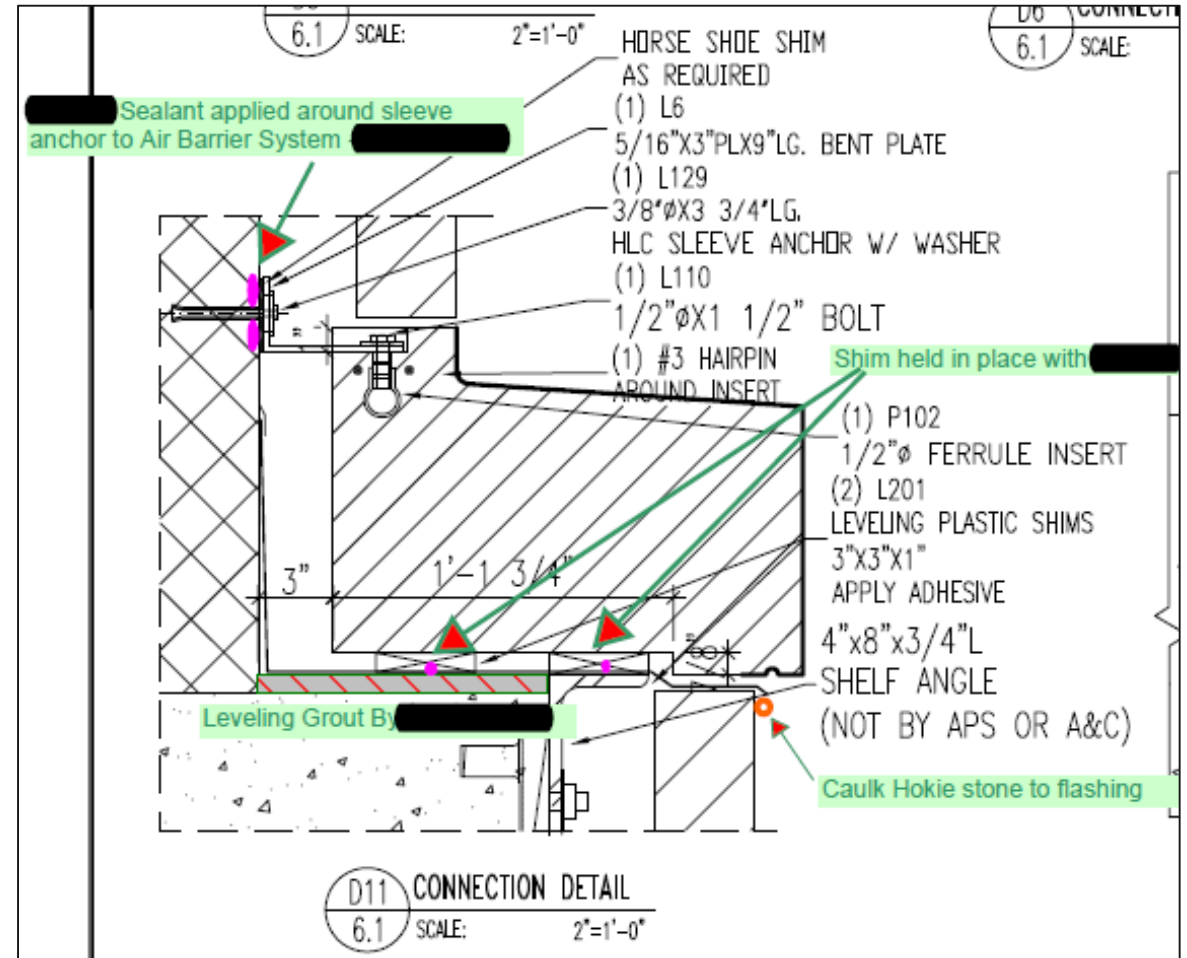 6.1 SCALE: 2"=1'-0"
CONNECT
6.1 SCALE:
HORSE SHOE SHIM
AS REQUIRED
(1) L6
5/16"X3"PLX9"LG. BENT PLATE
(1) L129
3/8"ØX3 3/4"LG.
HLC SLEEVE ANCHOR W/ WASHER
(1) L110
1/2"ØX1 1/2" BOLT
(1) #3 HAIRPIN
AROUND INSERT
Sealant applied around sleeve
anchor to Air Barrier System -
Shim held in place with
(1) P102
1/2"Ø FERRULE INSERT
(2) L201
LEVELING PLASTIC SHIMS
3"X3"X1"
APPLY ADHESIVE
4"x8"x3/4"L
SHELF ANGLE
(NOT BY APS OR A&C)
3"
1'-1 3/4"
Leveling Grout By
Caulk Hokie stone to flashing
D11 CONNECTION DETAIL
6.1 SCALE: 2"=1'-0"